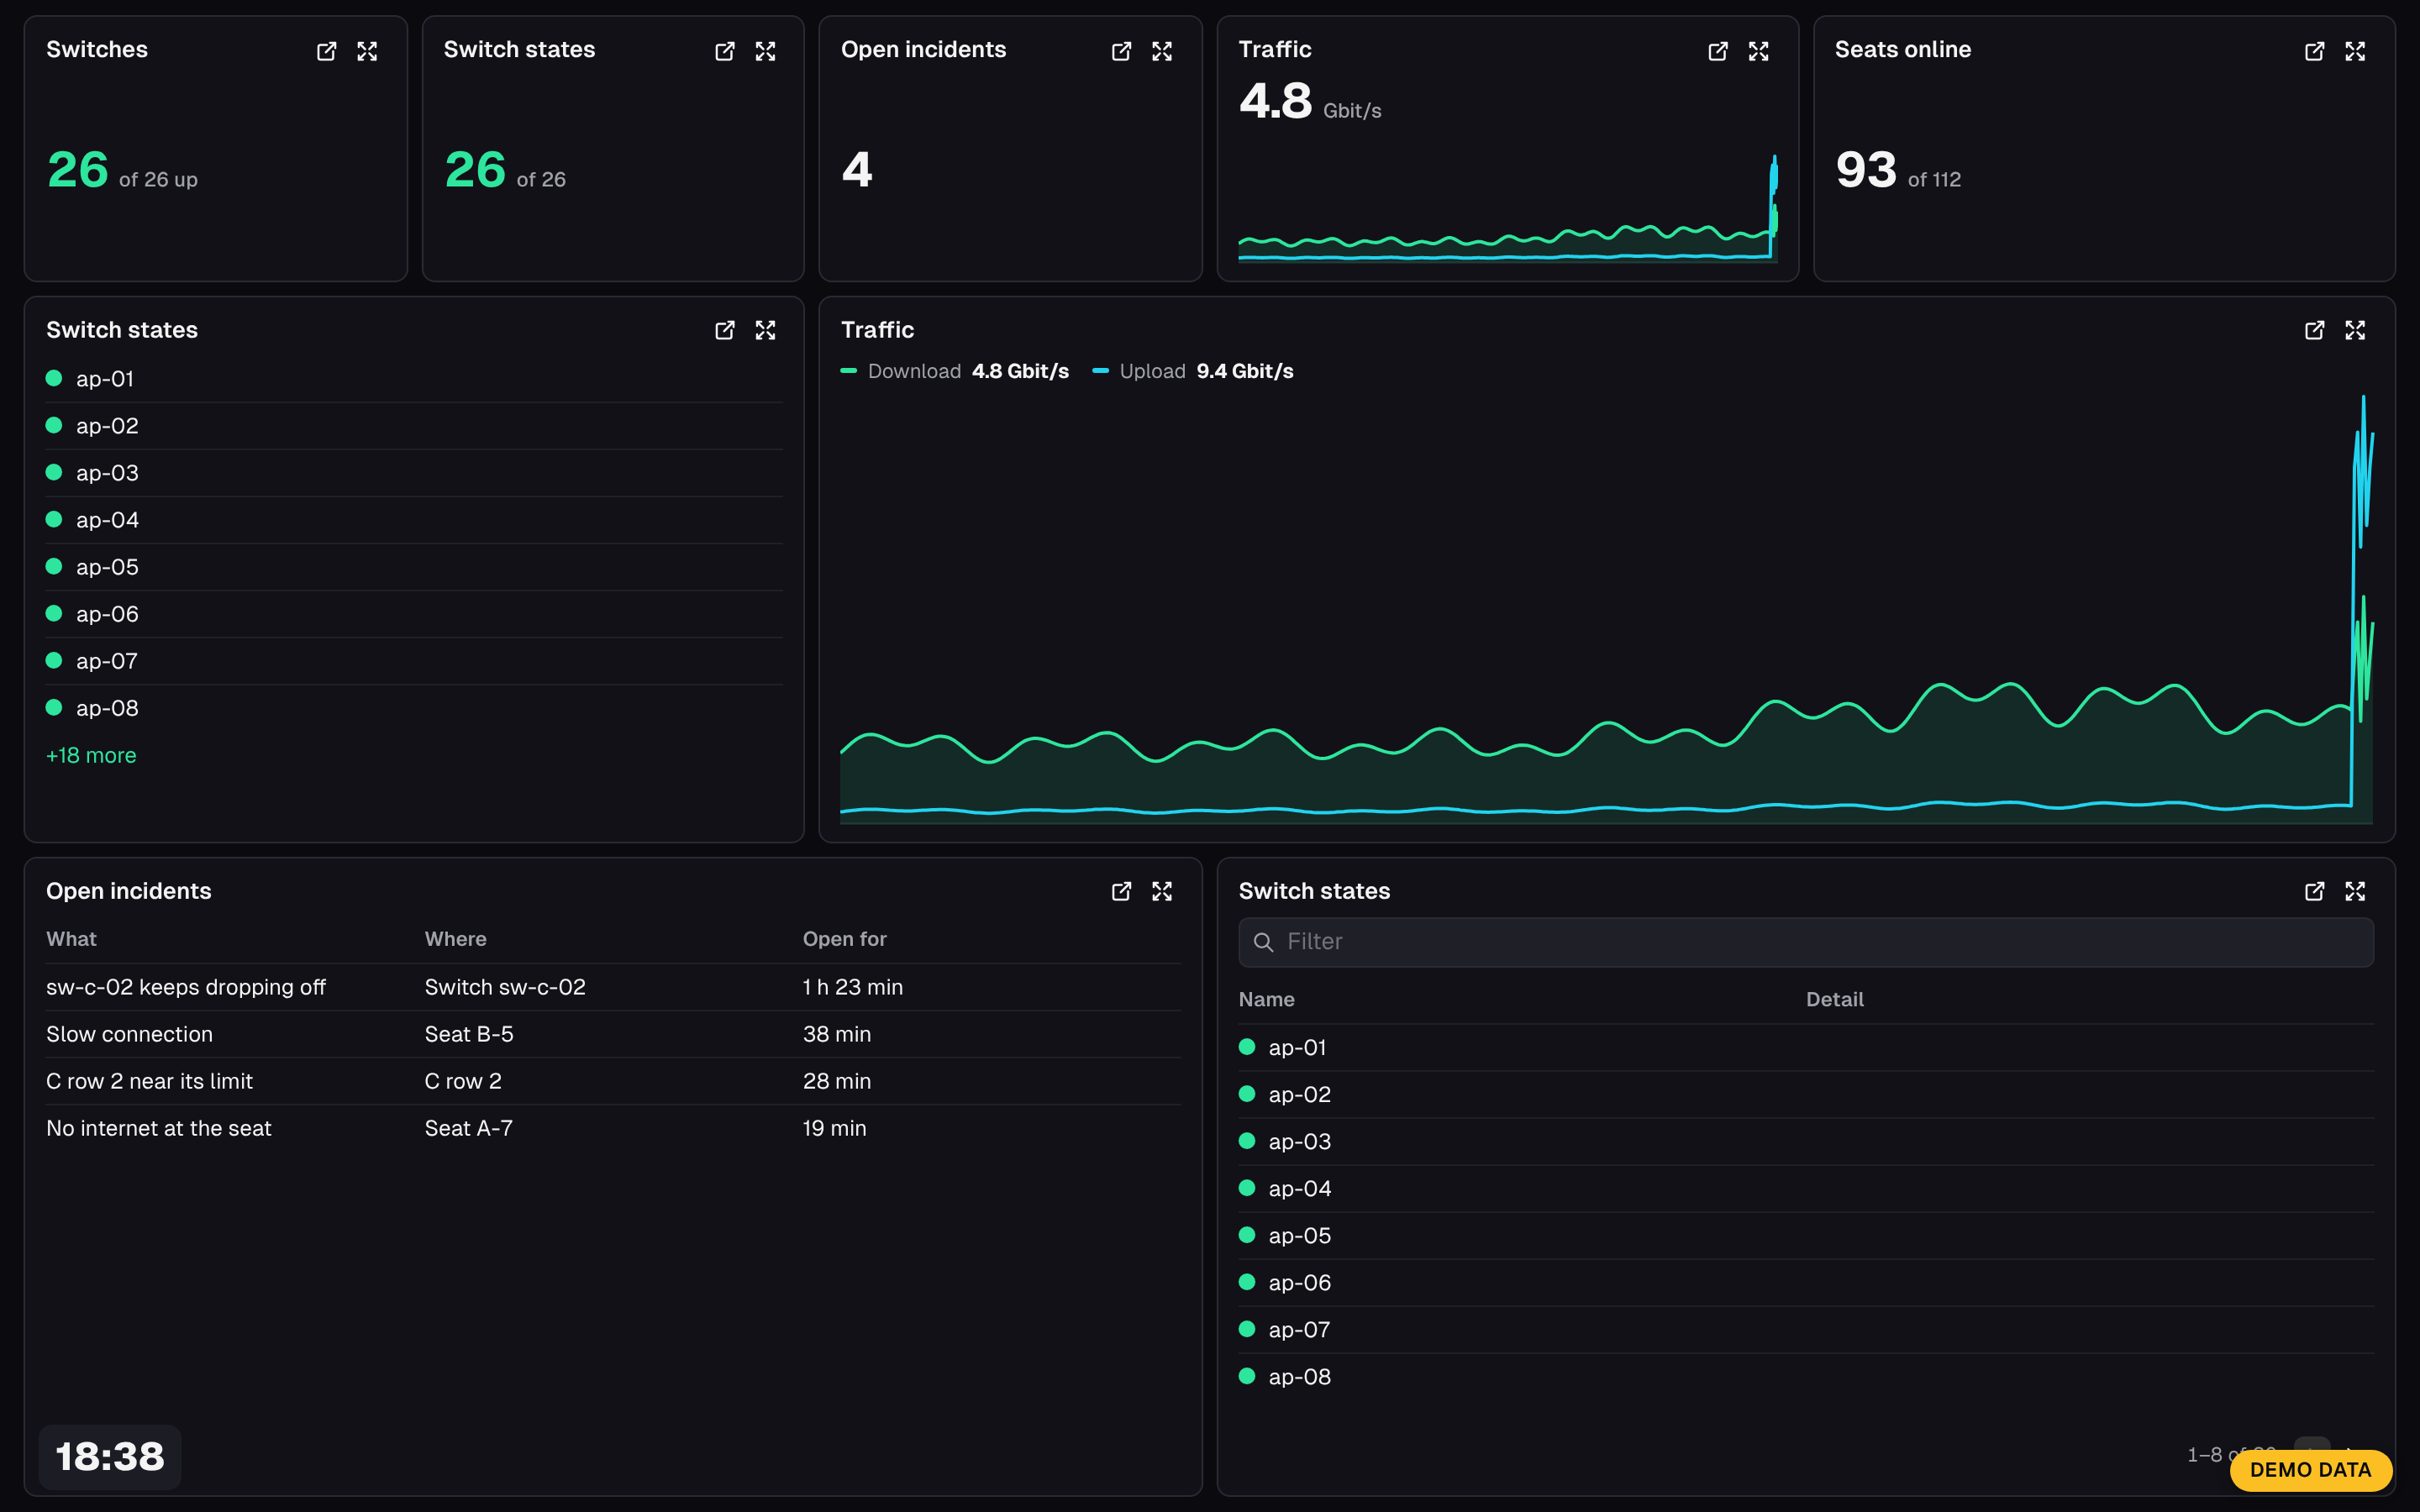 Switches
26 of 26 up
Switch states
26 of 26
Open incidents
4
Traffic
4.8 Gbit/s
Seats online
93 of 112
Switch states
ap-01
ap-02
ap-03
ap-04
ap-05
ap-06
ap-07
ap-08
+18 more
Traffic
Download 4.8 Gbit/s Upload 9.4 Gbit/s
Open incidents
What Where Open for
sw-c-02 keeps dropping off Switch sw-c-02 1 h 23 min
Slow connection Seat B-5 38 min
C row 2 near its limit C row 2 28 min
No internet at the seat Seat A-7 19 min
18:38
Switch states
Filter
Name Detail
ap-01
ap-02
ap-03
ap-04
ap-05
ap-06
ap-07
ap-08
1–8
DEMO DATA